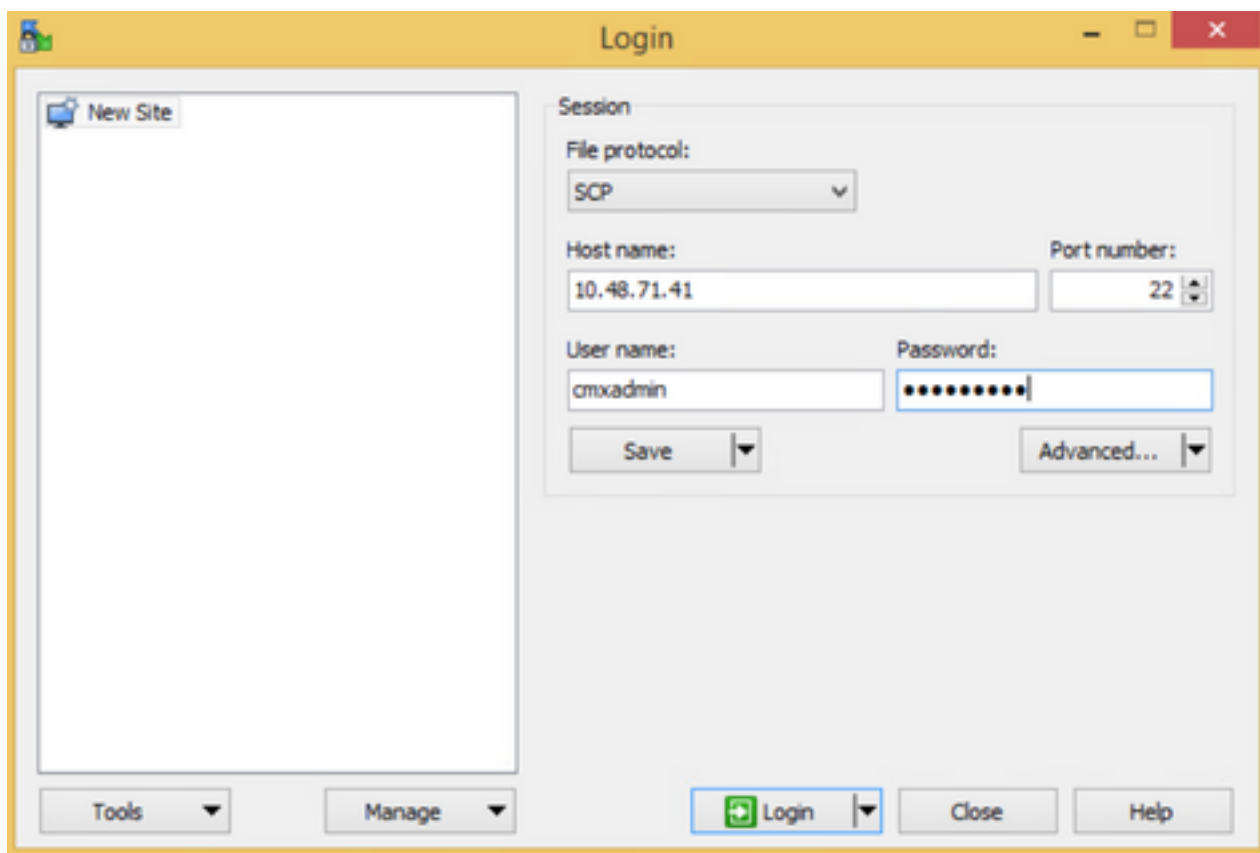 Login
New Site
Session
File protocol:
SCP
Host name:
Port number:
10.48.71.41
22
User name:
Password:
cmxadmin
•••••••••
Save
Advanced...
Tools
Manage
Login
Close
Help